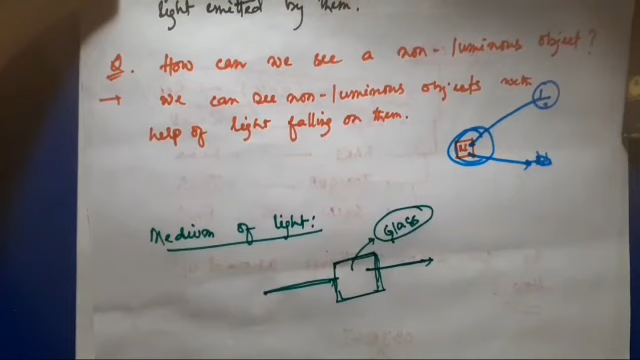 light emitted by them.
Q. How can we see a non-luminous object?
→ We can see non-luminous objects with
help of light falling on them.
L
Medium of light:
Glass